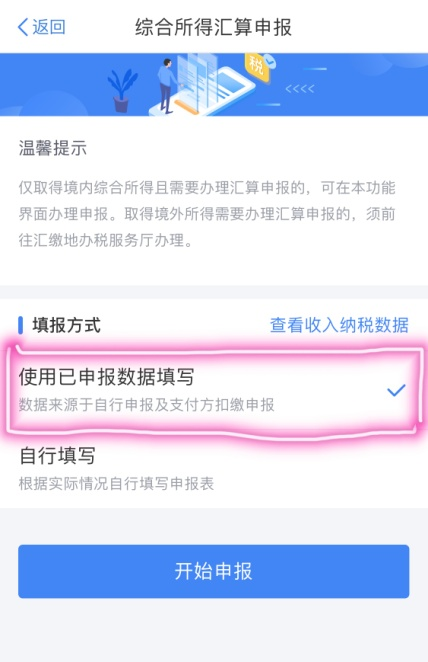 返回
综合所得汇算申报
税
温馨提示
仅取得境内综合所得且需要办理汇算申报的，可在本功能
界面办理申报。取得境外所得需要办理汇算申报的，须前
往汇缴地办税服务厅办理。
填报方式
查看收入纳税数据
使用已申报数据填写
数据来源于自行申报及支付方扣缴申报
自行填写
根据实际情况自行填写申报表
开始申报